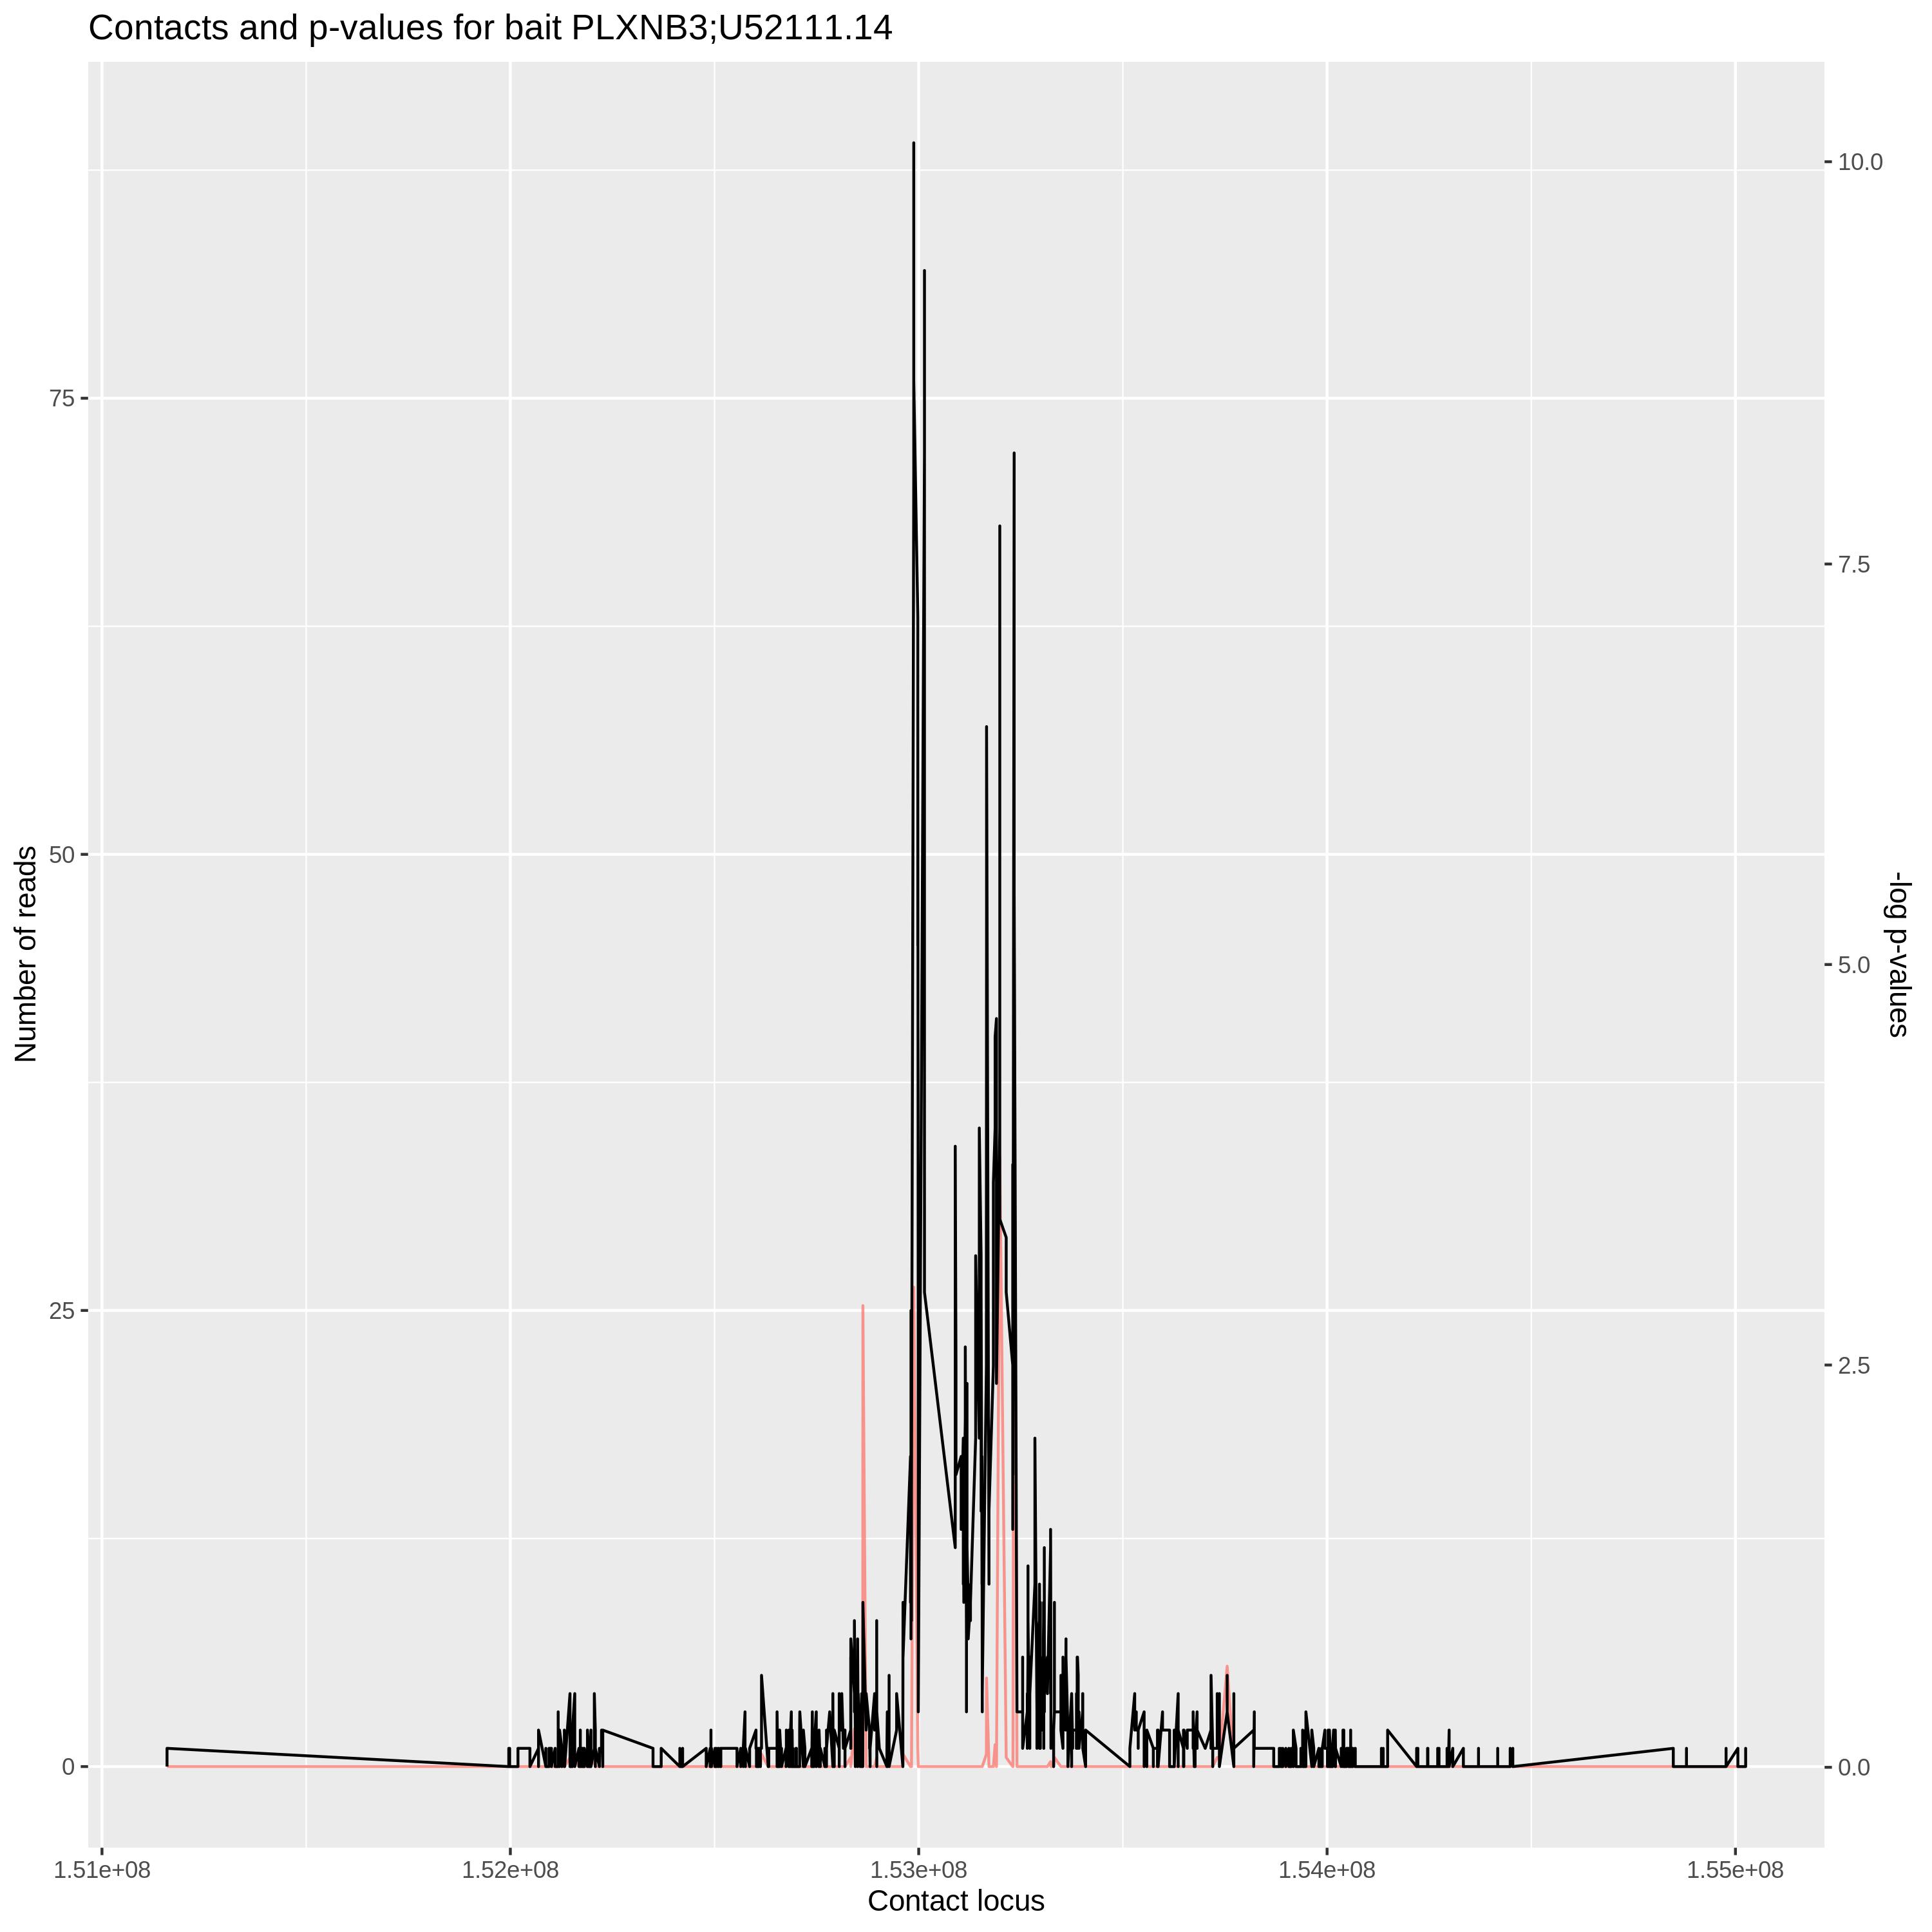 Contacts and p-values for bait PLXNB3;U52111.14
10.0
75
7.5
Number of reads
50
-log p-values
5.0
25
2.5
0
0.0
1.51e+08 1.52e+08 1.53e+08 1.54e+08 1.55e+08
Contact locus